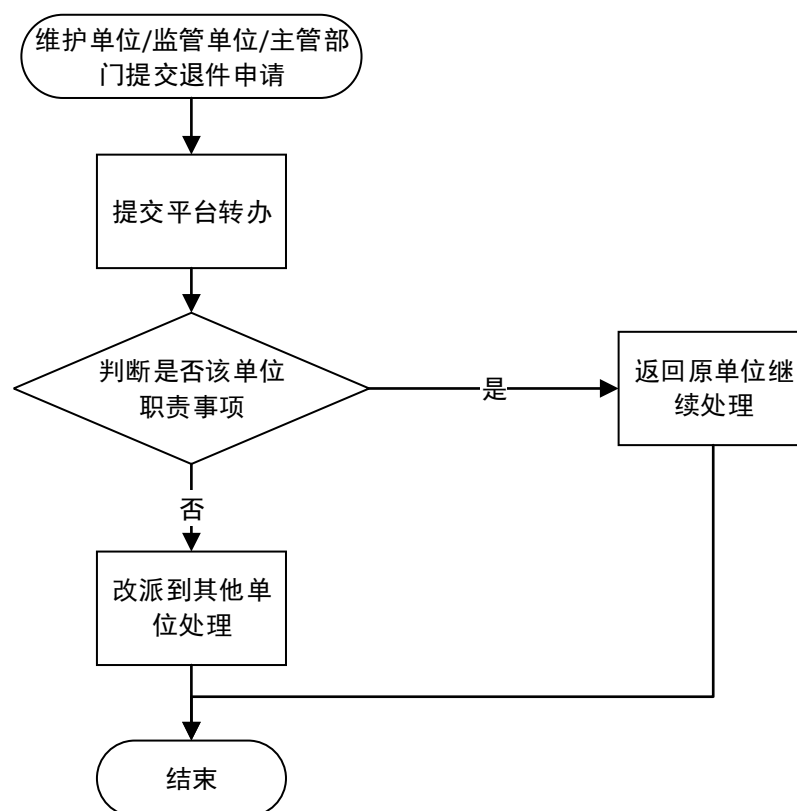 维护单位/监管单位/主管部
门提交退件申请
提交平台转办
判断是否该单位
职责事项
是
返回原单位继
续处理
否
改派到其他单
位处理
结束